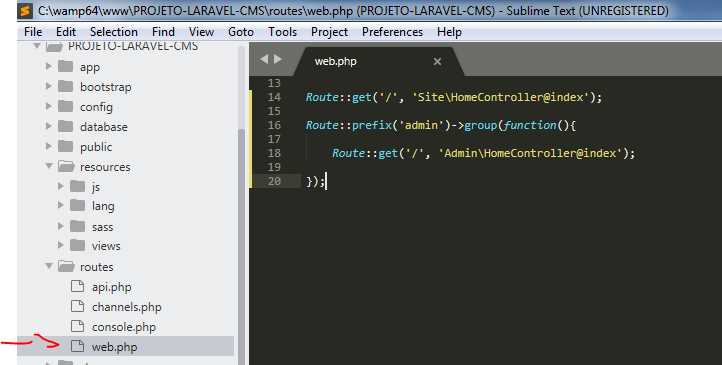 C:\wamp64\www\PROJETO-LARAVEL-CMS\routes\web.php (PROJETO-LARAVEL-CMS) - Sublime Text (UNREGISTERED)
File Edit Selection Find View Goto Tools Project Preferences Help
PROJETO-LARAVEL-CMS
app
bootstrap
config
database
public
resources
js
lang
sass
views
routes
api.php
channels.php
console.php
web.php
web.php ×
13
14 Route::get('/', 'Site\HomeController@index');
15
16 Route::prefix('admin')->group(function(){
17
18 Route::get('/', 'Admin\HomeController@index');
19
20 });